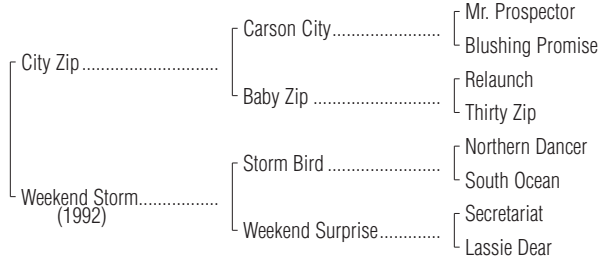 Mr. Prospector
Carson City
Blushing Promise
City Zip
Relaunch
Baby Zip
Thirty Zip
Northern Dancer
Storm Bird
South Ocean
Weekend Storm
(1992)
Secretariat
Weekend Surprise
Lassie Dear